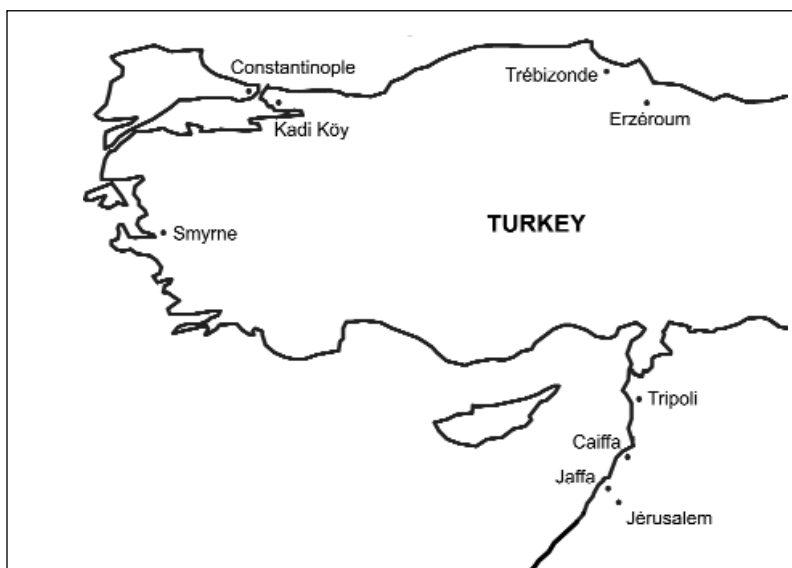 Constantinople
Trébizonde
Kadi Köy
Erzéroum
Smyrne
TURKEY
Tripoli
Caiffa
Jaffa
Jérusalem